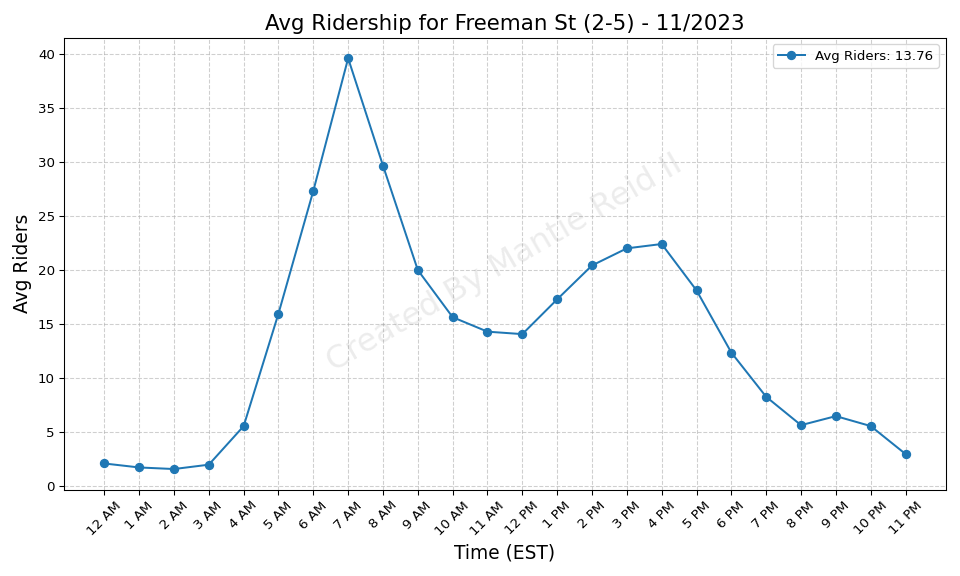 Avg Ridership for Freeman St (2-5) - 11/2023
Avg Riders: 13.76
Avg Riders
40
35
30
25
20
15
10
5
0
Created By Mantle Reid II
12 AM
1 AM
2 AM
3 AM
4 AM
5 AM
6 AM
7 AM
8 AM
9 AM
10 AM
11 AM
12 PM
1 PM
2 PM
3 PM
4 PM
5 PM
6 PM
7 PM
8 PM
9 PM
10 PM
11 PM
Time (EST)